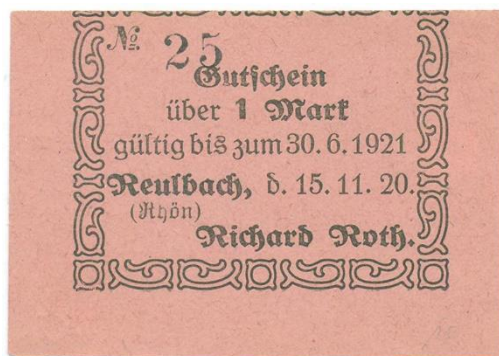 № 25
Gutschein
über 1 Mark
gültig bis zum 30. 6. 1921
Reulbach, d. 15. 11. 20.
(Rhön)
Richard Roth.